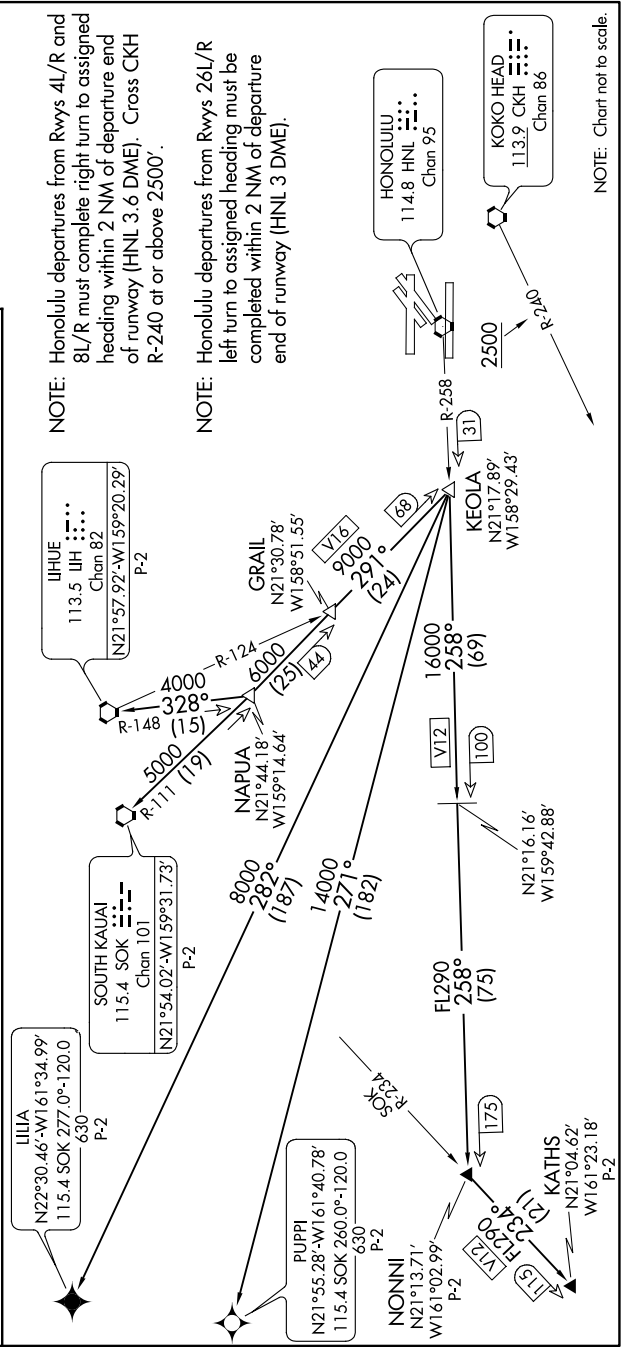 NOTE: Honolulu departures from Rwys 4L/R and
8L/R must complete right turn to assigned
heading within 2 NM of departure end
of runway (HNL 3.6 DME). Cross CKH
R-240 at or above 2500'.
NOTE: Honolulu departures from Rwys 26L/R
left turn to assigned heading must be
completed within 2 NM of departure
end of runway (HNL 3 DME).
LIHUE
113.5 LIH
Chan 82
N21°57.92'-W159°20.29'
P-2
SOUTH KAUAI
115.4 SOK
Chan 101
N21°54.02'-W159°31.73'
P-2
LILIA
N22°30.46'-W161°34.99'
115.4 SOK 277.0°-120.0
630
P-2
PUPPI
N21°55.28'-W161°40.78'
115.4 SOK 260.0°-120.0
630
P-2
HONOLULU
114.8 HNL
Chan 95
KOKO HEAD
113.9 CKH
Chan 86
R-240
2500
R-258
31
KEOLA
N21°17.89'
W158°29.43'
68
V16
9000
291°
(24)
GRAIL
N21°30.78'
W158°51.55'
44
6000
(25)
R-124
4000
328°
(15)
R-148
NAPUA
N21°44.18'
W159°14.64'
5000
(19)
R-111
8000
282°
(187)
14000
271°
(182)
16000
258°
(69)
V12
100
N21°16.16'
W159°42.88'
FL290
258°
(75)
SOK
R-234
175
NONNI
N21°13.71'
W161°02.99'
P-2
V12
FL290
234°
(21)
115
KATHS
N21°04.62'
W161°23.18'
P-2
NOTE: Chart not to scale.